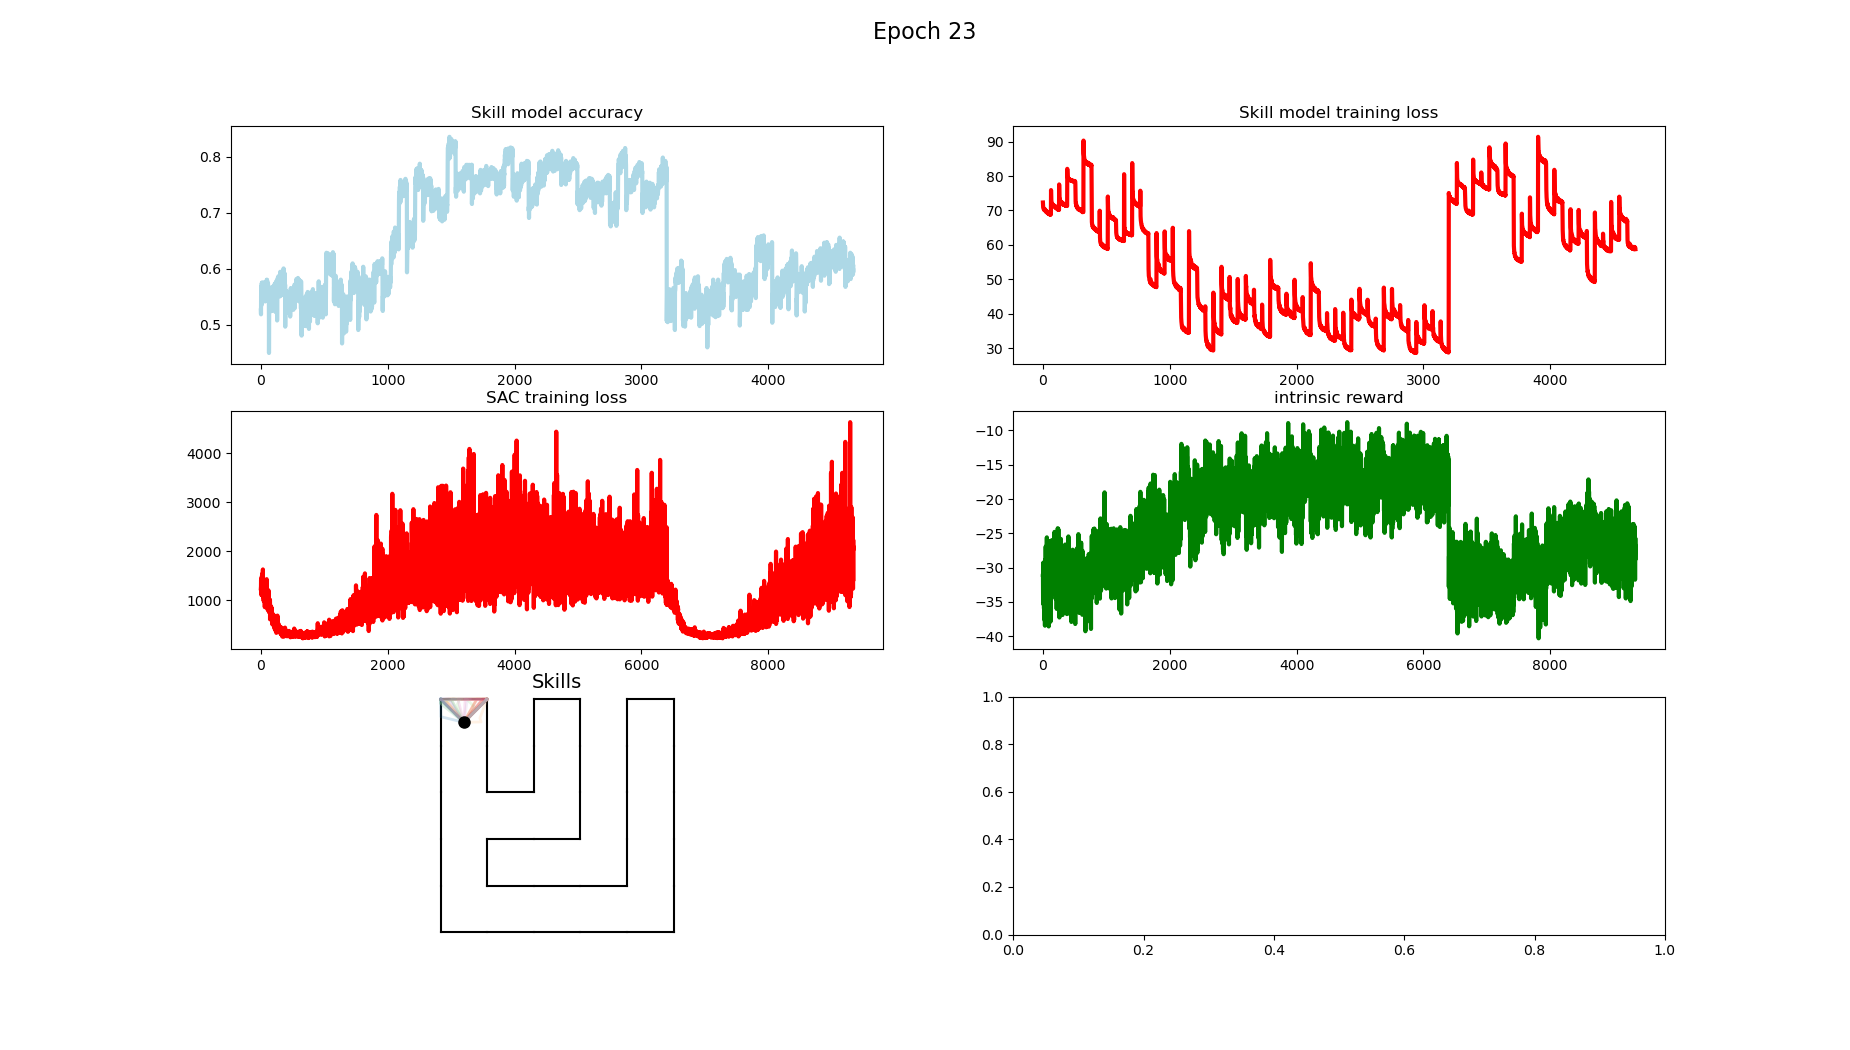 Epoch 23
Skill model accuracy
0.8
0.7
0.6
0.5
0 1000 2000 3000 4000
Skill model training loss
90
80
70
60
50
40
30
0 1000 2000 3000 4000
SAC training loss
4000
3000
2000
1000
0 2000 4000 6000 8000
intrinsic reward
−10
−15
−20
−25
−30
−35
−40
0 2000 4000 6000 8000
Skills
1.0
0.8
0.6
0.4
0.2
0.0
0.0 0.2 0.4 0.6 0.8 1.0